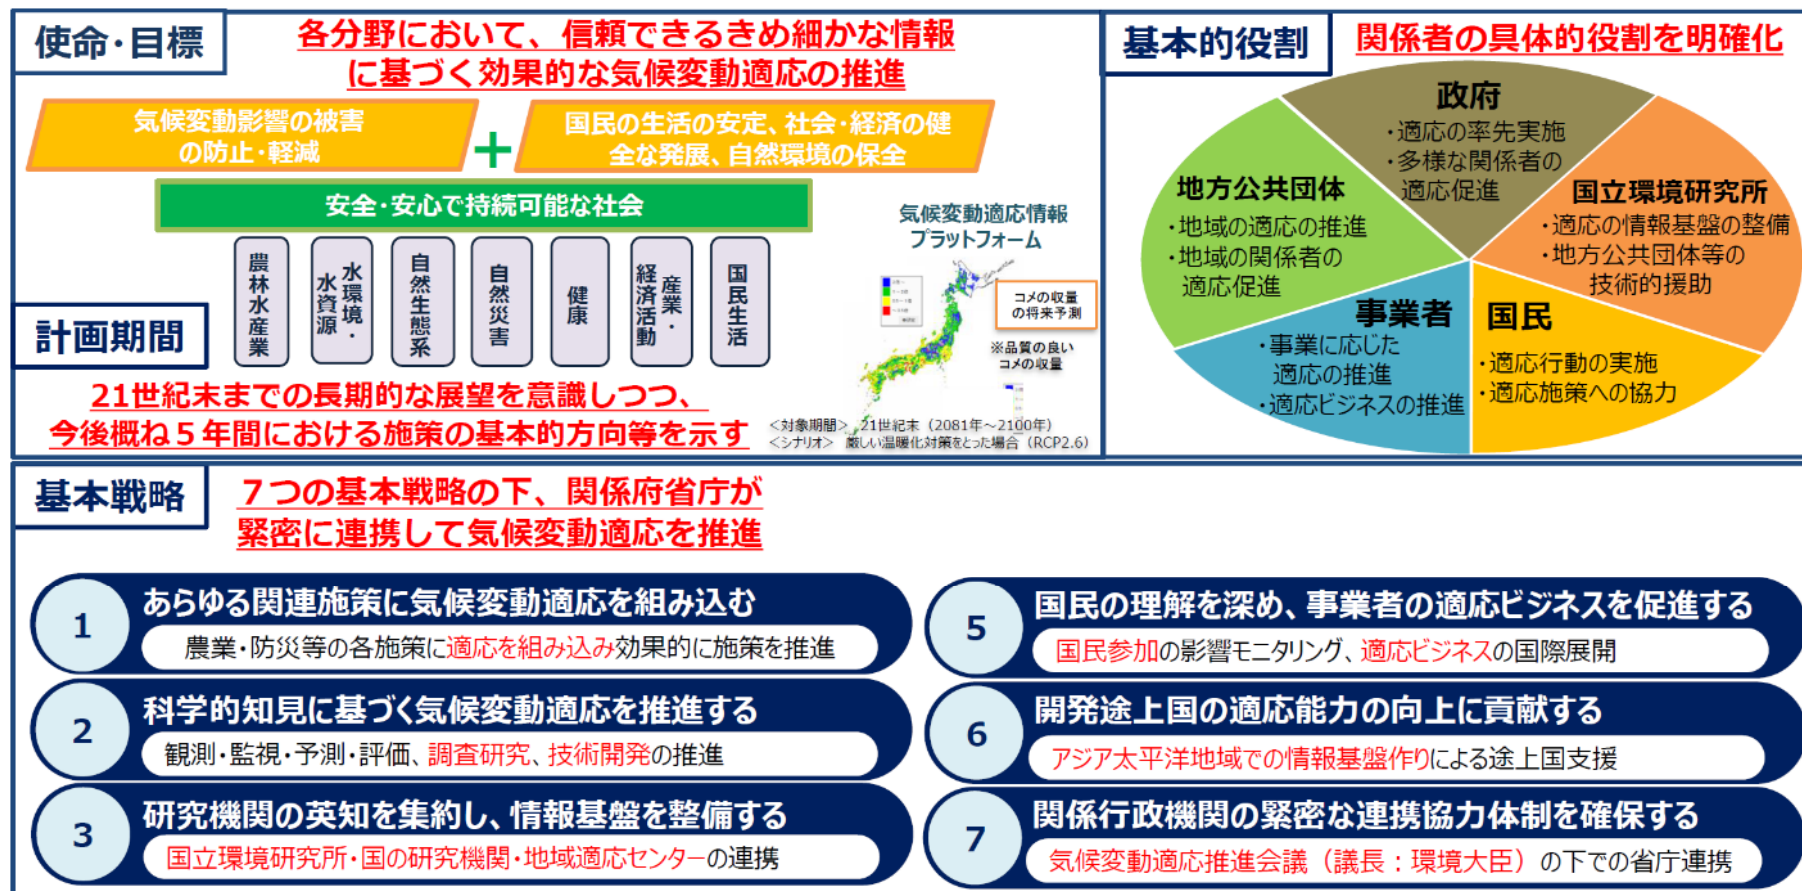 使命・目標
各分野において、信頼できるきめ細かな情報
に基づく効果的な気候変動適応の推進
気候変動影響の被害
の防止・軽減
+
国民の生活の安定、社会・経済の健
全な発展、自然環境の保全
安全・安心で持続可能な社会
農林水産業
水環境・
水資源
自然生態系
自然災害
健康
産業・
経済活動
国民生活
気候変動適応情報
プラットフォーム
コメの収量
の将来予測
※品質の良い
コメの収量
<対象期間> 21世紀末（2081年～2100年）
<シナリオ> 厳しい温暖化対策をとった場合（RCP2.6）
計画期間
21世紀末までの長期的な展望を意識しつつ、
今後概ね５年間における施策の基本的方向等を示す
基本的役割
関係者の具体的役割を明確化
政府
・適応の率先実施
・多様な関係者の
適応促進
国立環境研究所
・適応の情報基盤の整備
・地方公共団体等の
技術的援助
国民
・適応行動の実施
・適応施策への協力
事業者
・事業に応じた
適応の推進
・適応ビジネスの推進
地方公共団体
・地域の適応の推進
・地域の関係者の
適応促進
基本戦略
７つの基本戦略の下、関係府省庁が
緊密に連携して気候変動適応を推進
1
あらゆる関連施策に気候変動適応を組み込む
農業・防災等の各施策に適応を組み込み効果的に施策を推進
2
科学的知見に基づく気候変動適応を推進する
観測・監視・予測・評価、調査研究、技術開発の推進
3
研究機関の英知を集約し、情報基盤を整備する
国立環境研究所・国の研究機関・地域適応センターの連携
5
国民の理解を深め、事業者の適応ビジネスを促進する
国民参加の影響モニタリング、適応ビジネスの国際展開
6
開発途上国の適応能力の向上に貢献する
アジア太平洋地域での情報基盤作りによる途上国支援
7
関係行政機関の緊密な連携協力体制を確保する
気候変動適応推進会議（議長：環境大臣）の下での省庁連携